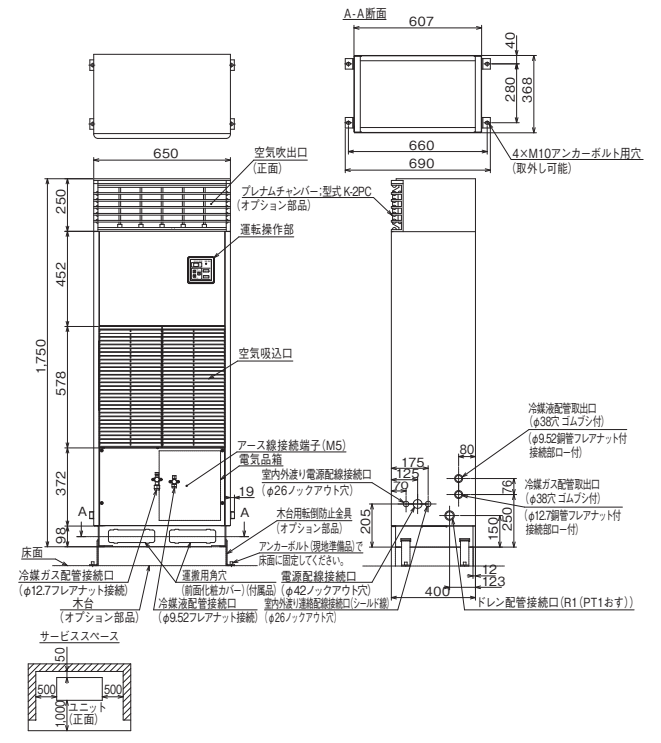 A-A断面
607
40
280
368
660
690
4×M10アンカーボルト用穴
(取外し可能)
650
空気吹出口
(正面)
プレナムチャンバー;型式 K-2PC
(オプション部品)
運転操作部
250
452
1,750
578
空気吸込口
372
アース線接続端子(M5)
電気品箱
室内外渡り電源配線接続口
(φ26ノックアウト穴)
19
木台用転倒防止金具
(オプション部品)
A
A
98
床面
アンカーボルト(現地準備品)で
床面に固定してください。
冷媒ガス配管接続口
(φ12.7フレアナット接続)
木台
(オプション部品)
運搬用角穴
(前面化粧カバー)(付属品)
冷媒液配管接続口
(φ9.52フレアナット接続)
電源配線接続口
(φ42ノックアウト穴)
室内外渡り連絡配線接続口(シールド線)
(φ26ノックアウト穴)
175
125
70
205
80
76
150
250
12
123
400
冷媒液配管取出口
(φ38穴 ゴムブシ付)
(φ9.52銅管フレアナット付
接続部ロー付)
冷媒ガス配管取出口
(φ38穴 ゴムブシ付)
(φ12.7銅管フレアナット付
接続部ロー付)
ドレン配管接続口(R1(PT1おす))
サービススペース
50
500
500
ユニット
(正面)
1,000